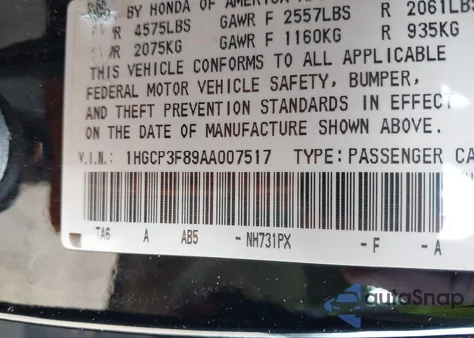 BY HONDA OF AMERICA
R 4575LBS GAWR F 2557LBS R 2061LBS
R 2075KG GAWR F 1160KG R 935KG
THIS VEHICLE CONFORMS TO ALL APPLICABLE
FEDERAL MOTOR VEHICLE SAFETY, BUMPER,
AND THEFT PREVENTION STANDARDS IN EFFECT
ON THE DATE OF MANUFACTURE SHOWN ABOVE.
V.I.N.: 1HGCP3F89AA007517 TYPE: PASSENGER CA
TA6 A AB5 - NH731PX - F - A
autoSnap